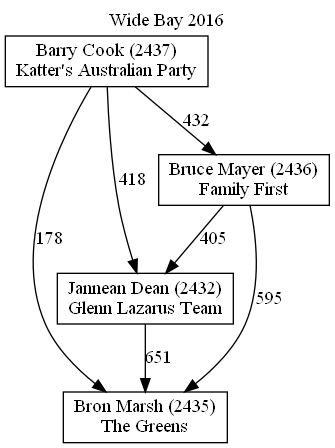 Wide Bay 2016
Barry Cook (2437)
Katter's Australian Party
432
Bruce Mayer (2436)
Family First
418
178
405
595
Jannean Dean (2432)
Glenn Lazarus Team
651
Bron Marsh (2435)
The Greens